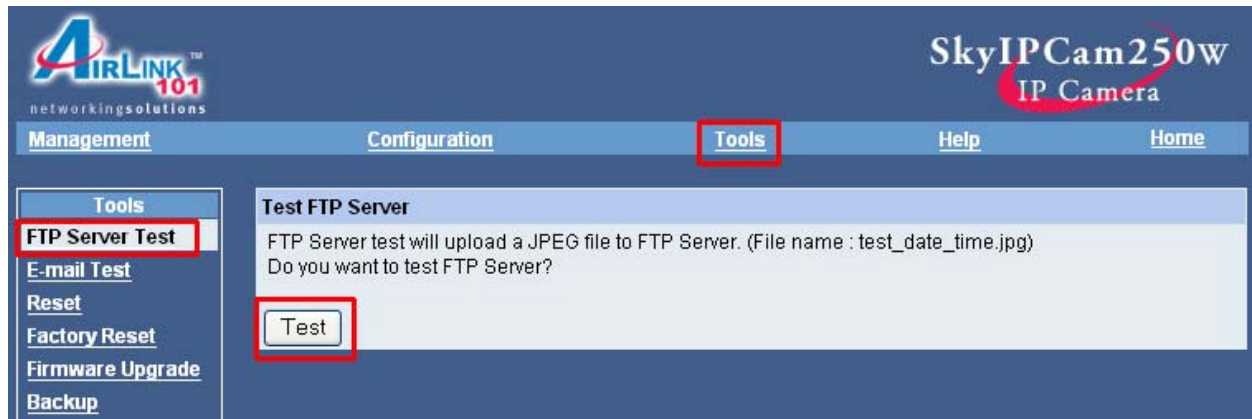 AIRLINK™
101
networkingsolutions
SkyIPCam250W
IP Camera
Management Configuration Tools Help Home
Tools
FTP Server Test
E-mail Test
Reset
Factory Reset
Firmware Upgrade
Backup
Test FTP Server
FTP Server test will upload a JPEG file to FTP Server. (File name : test_date_time.jpg)
Do you want to test FTP Server?
Test